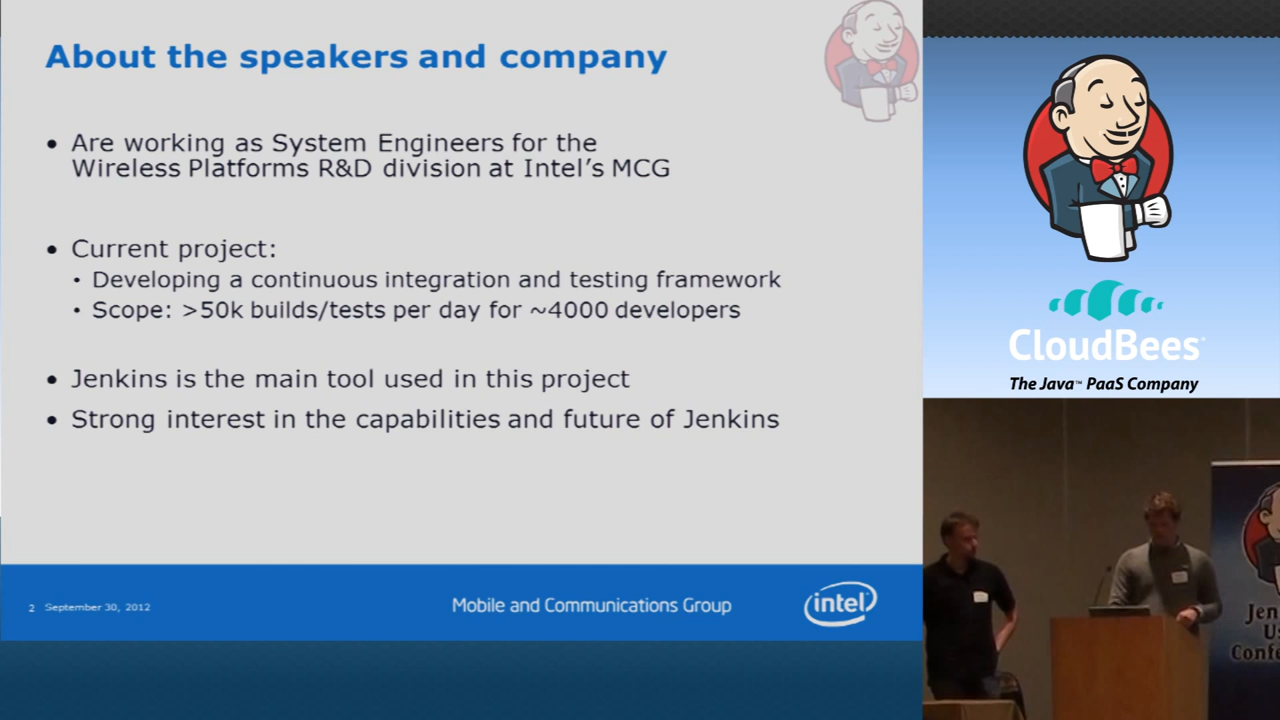 About the speakers and company
• Are working as System Engineers for the
Wireless Platforms R&D division at Intel's MCG
• Current project:
• Developing a continuous integration and testing framework
• Scope: >50k builds/tests per day for ~4000 developers
• Jenkins is the main tool used in this project
• Strong interest in the capabilities and future of Jenkins
2 September 30, 2012
Mobile and Communications Group
intel
CloudBees
The Java™ PaaS Company
Jen
Us
Confe